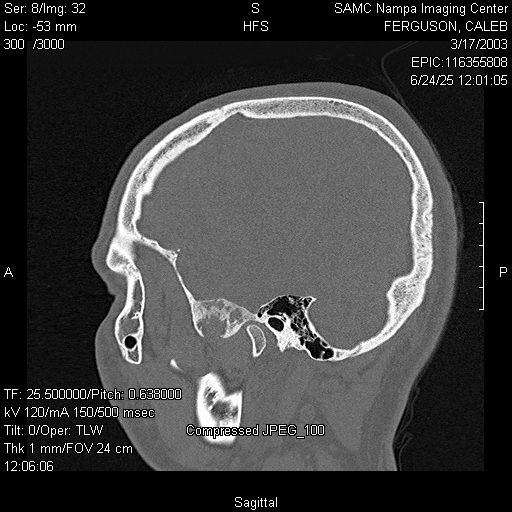 Ser: 8/Img: 32
Loc: -53 mm
300 /3000
S
HFS
SAMC Nampa Imaging Center
FERGUSON, CALEB
3/17/2003
EPIC:116355808
6/24/25 12:01:05
A
P
TF: 25.500000/Pitch: 0.638000
kV 120/mA 150/500 msec
Tilt: 0/Oper: TLW
Thk 1 mm/FOV 24 cm
12:06:06
Compressed JPEG_100
Sagittal